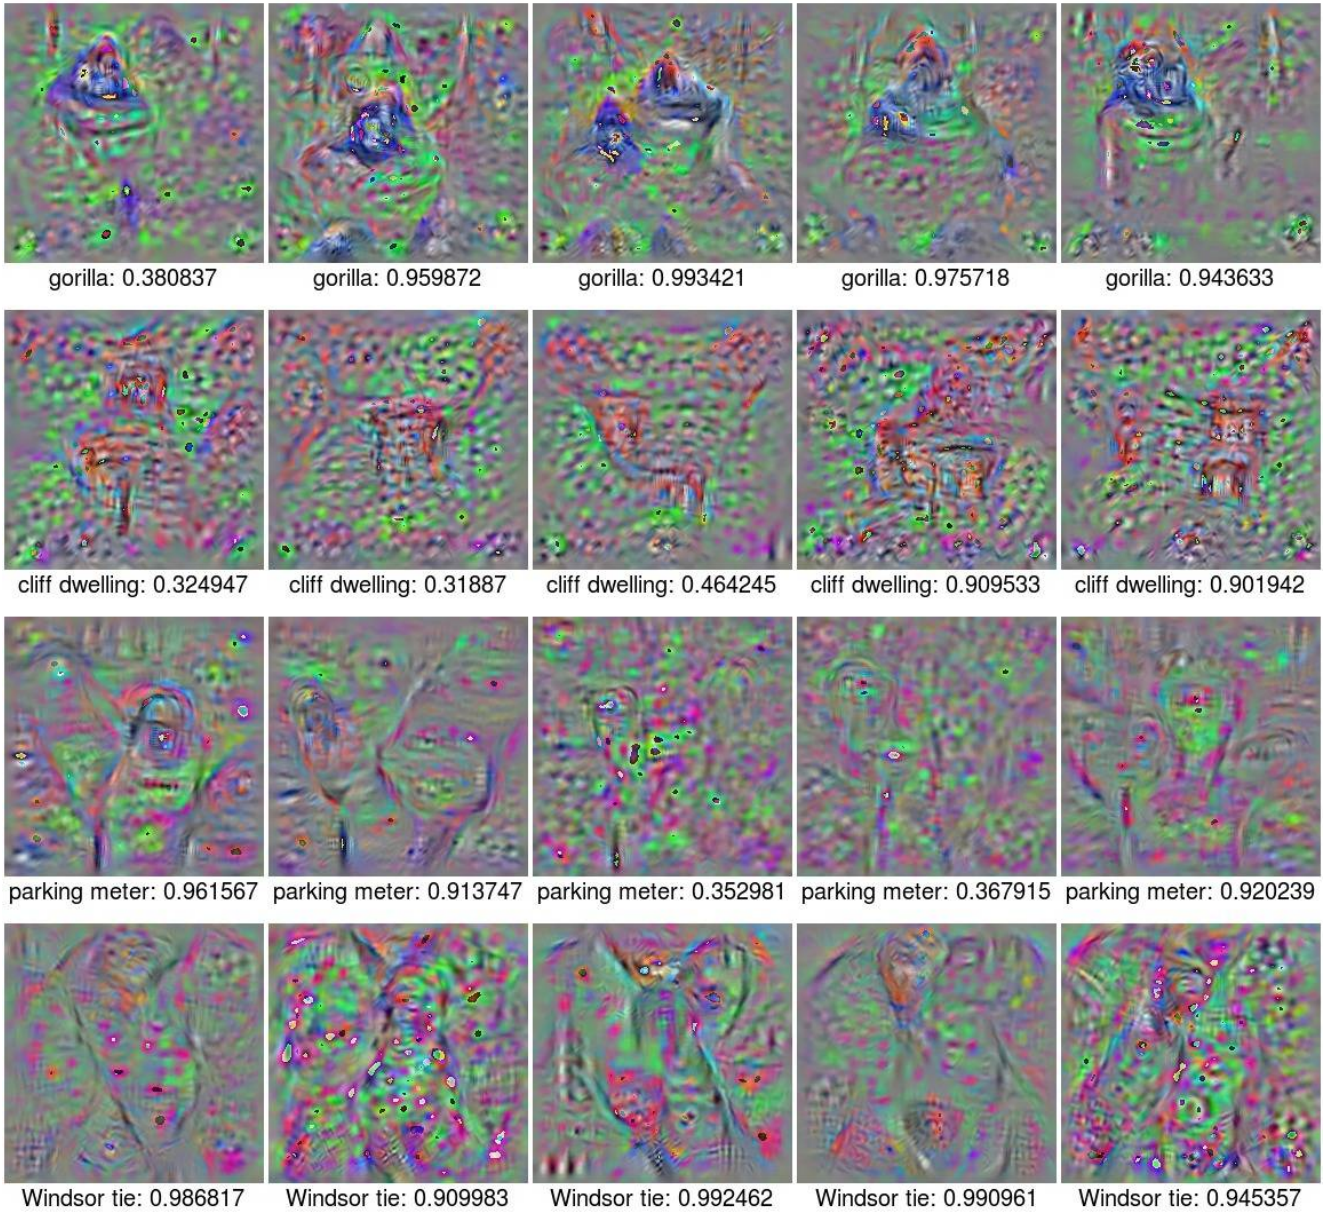 gorilla: 0.380837 gorilla: 0.959872 gorilla: 0.993421 gorilla: 0.975718 gorilla: 0.943633
cliff dwelling: 0.324947 cliff dwelling: 0.31887 cliff dwelling: 0.464245 cliff dwelling: 0.909533 cliff dwelling: 0.901942
parking meter: 0.961567 parking meter: 0.913747 parking meter: 0.352981 parking meter: 0.367915 parking meter: 0.920239
Windsor tie: 0.986817 Windsor tie: 0.909983 Windsor tie: 0.992462 Windsor tie: 0.990961 Windsor tie: 0.945357